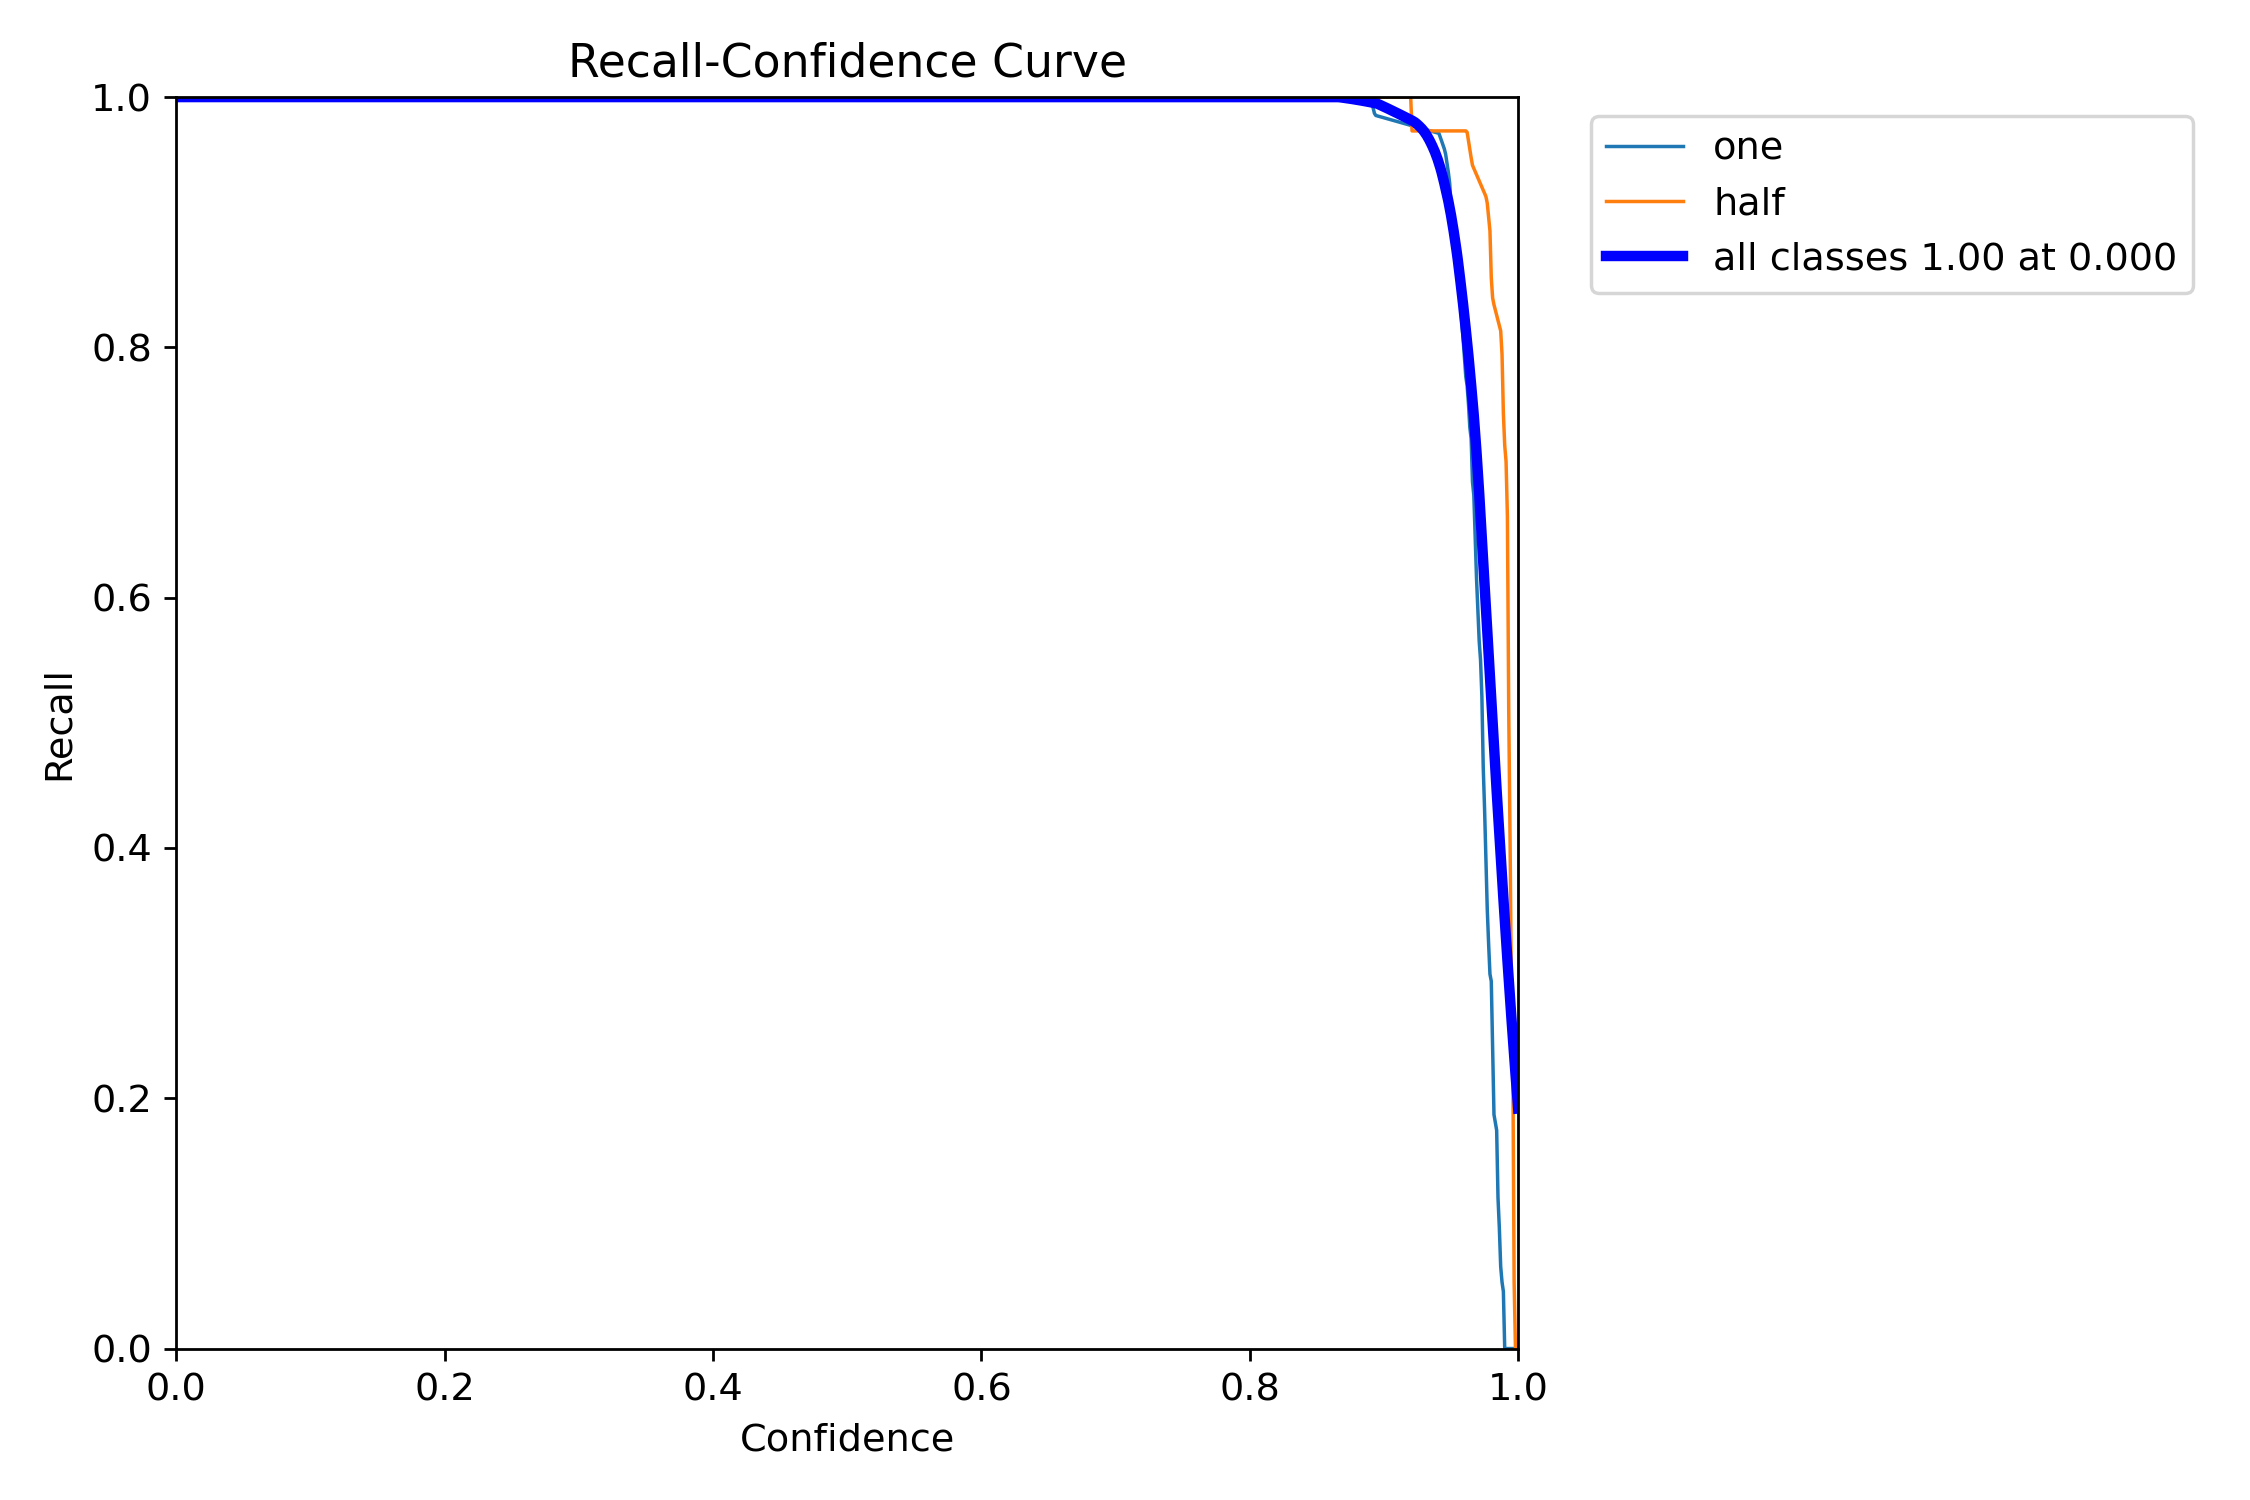 Recall-Confidence Curve
1.0
0.8
0.6
0.4
0.2
0.0
Recall
0.0 0.2 0.4 0.6 0.8 1.0
Confidence
one
half
all classes 1.00 at 0.000